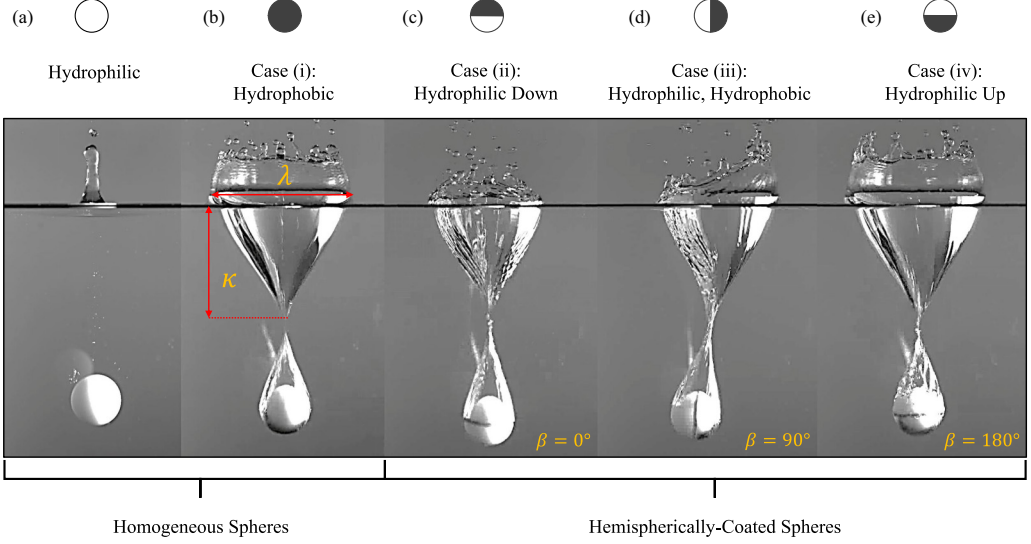 (a)
(b)
(c)
(d)
(e)
Hydrophilic
Case (i):
Hydrophobic
Case (ii):
Hydrophilic Down
Case (iii):
Hydrophilic, Hydrophobic
Case (iv):
Hydrophilic Up
λ
κ
β = 0°
β = 90°
β = 180°
Homogeneous Spheres
Hemispherically-Coated Spheres